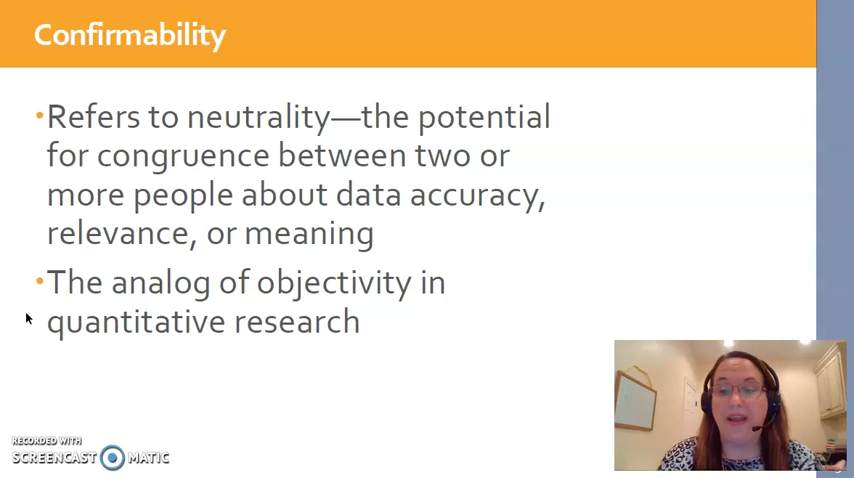 Confirmability
•Refers to neutrality—the potential
for congruence between two or
more people about data accuracy,
relevance, or meaning
•The analog of objectivity in
quantitative research
RECORDED WITH
SCREENCAST MATIC